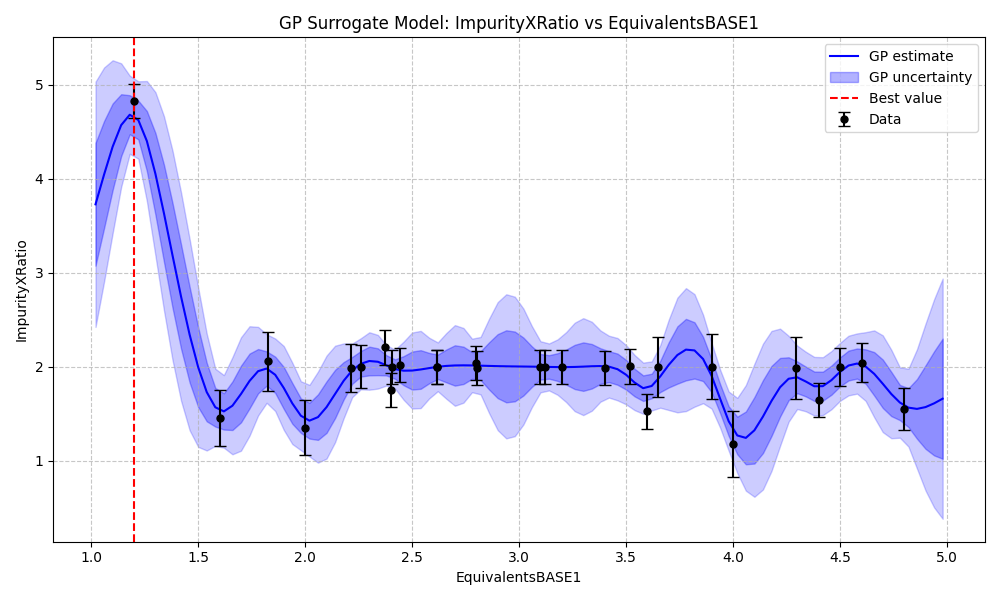 GP Surrogate Model: ImpurityXRatio vs EquivalentsBASE1
GP estimate
GP uncertainty
Best value
Data
ImpurityXRatio
5
4
3
2
1
1.0 1.5 2.0 2.5 3.0 3.5 4.0 4.5 5.0
EquivalentsBASE1